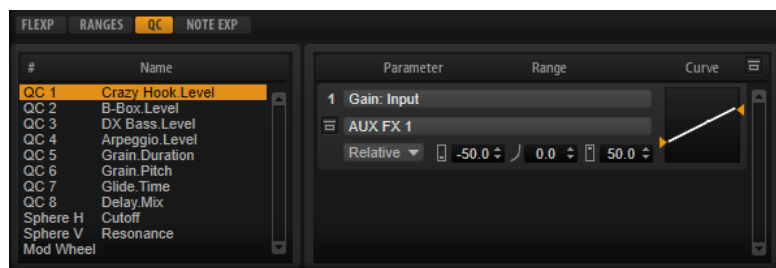 FLEXP RANGES QC NOTE EXP
# Name
QC 1 Crazy Hook.Level
QC 2 B-Box.Level
QC 3 DX Bass.Level
QC 4 Arpeggio.Level
QC 5 Grain.Duration
QC 6 Grain.Pitch
QC 7 Glide.Time
QC 8 Delay.Mix
Sphere H Cutoff
Sphere V Resonance
Mod Wheel
Parameter Range Curve
1 Gain: Input
AUX FX 1
Relative -50.0 0.0 50.0